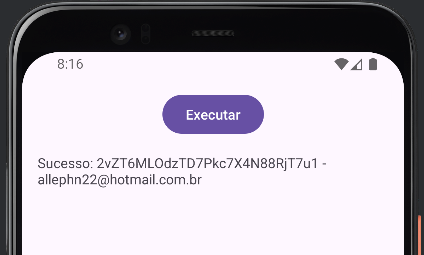 8:16
Executar
Sucesso: 2vZT6MLOdzTD7Pkc7X4N88RjT7u1 -
allephn22@hotmail.com.br